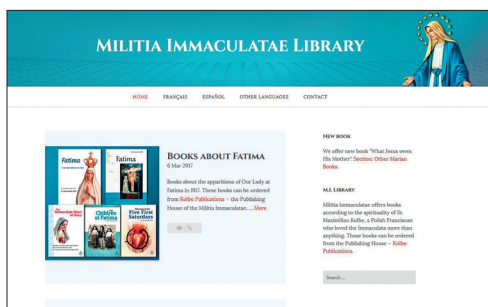 MILITIA IMMACULATAE LIBRARY
HOME FRANÇAIS ESPAÑOL OTHER LANGUAGES CONTACT
BOOKS ABOUT FATIMA
6 Mar 2017
Books about the apparitions of Our Lady at
Fatima in 1917. Those books can be ordered
from Kolbe Publications – the Publishing
House of the Militia Immaculatae. ... More
Fatima
Fatima
Immaculate Heart
of Mary
Children
of Fatima
Five First
Saturdays
NEW BOOK
We offer new book "What Jesus owes
His Mother". Section: Other Marian
Books.
M.I. LIBRARY
Militia Immaculatae offers books
according to the spirituality of St.
Maximilian Kolbe, a Polish Franciscan
who loved the Immaculata more than
anything. Those books can be ordered
from the Publishing House – Kolbe
Publications.
Search ...